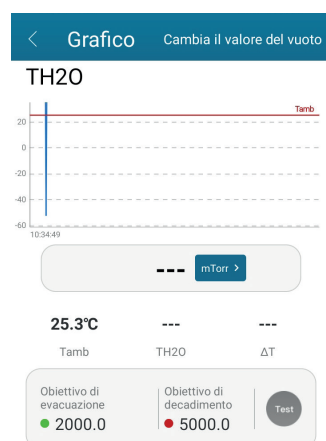 Grafico Cambia il valore del vuoto
TH2O
Tamb
20
0
-20
-40
-60
10:34:49
--- mTorr >
25.3°C --- ---
Tamb TH2O ΔT
Obiettivo di evacuazione
2000.0
Obiettivo di decadimento
5000.0
Test